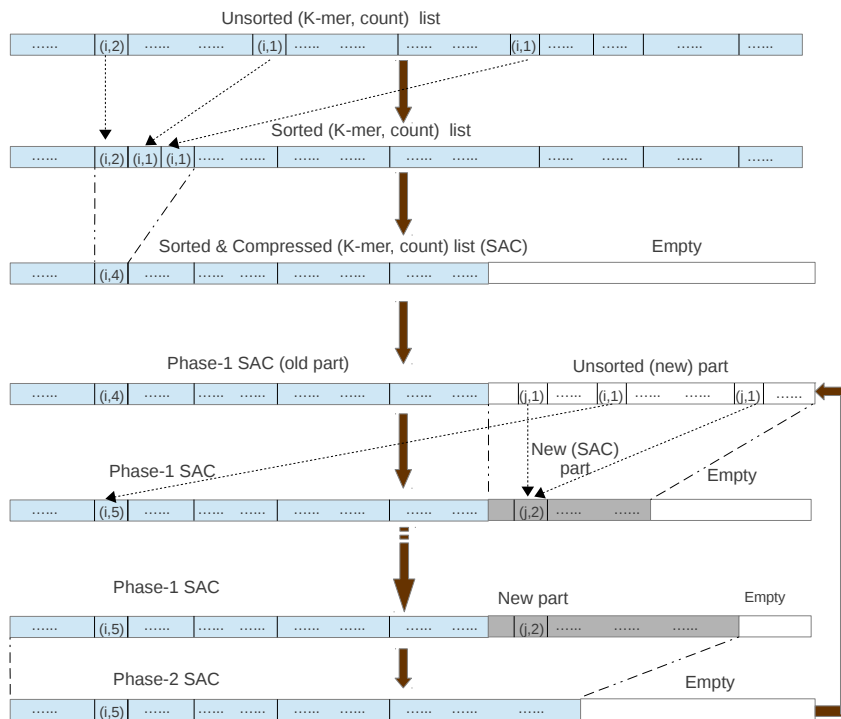 Unsorted (K-mer, count) list
...... (i,2) ...... ...... (i,1) ...... ...... ...... ...... (i,1) ...... ...... ...... ......
Sorted (K-mer, count) list
...... (i,2) (i,1) (i,1) ...... ...... ...... ...... ...... ...... ...... ...... ......
Sorted & Compressed (K-mer, count) list (SAC) Empty
...... (i,4) ...... ...... ...... ...... ...... ......
Phase-1 SAC (old part) Unsorted (new) part
...... (i,4) ...... ...... ...... ...... ...... ...... (j,1) ...... (i,1) ...... ...... (j,1) ......
Phase-1 SAC New (SAC) part Empty
...... (i,5) ...... ...... ...... ...... ...... ...... (j,2) ...... ......
Phase-1 SAC New part Empty
...... (i,5) ...... ...... ...... ...... ...... ...... (j,2) ...... ...... ......
Phase-2 SAC Empty
...... (i,5) ...... ...... ...... ...... ...... ...... ......